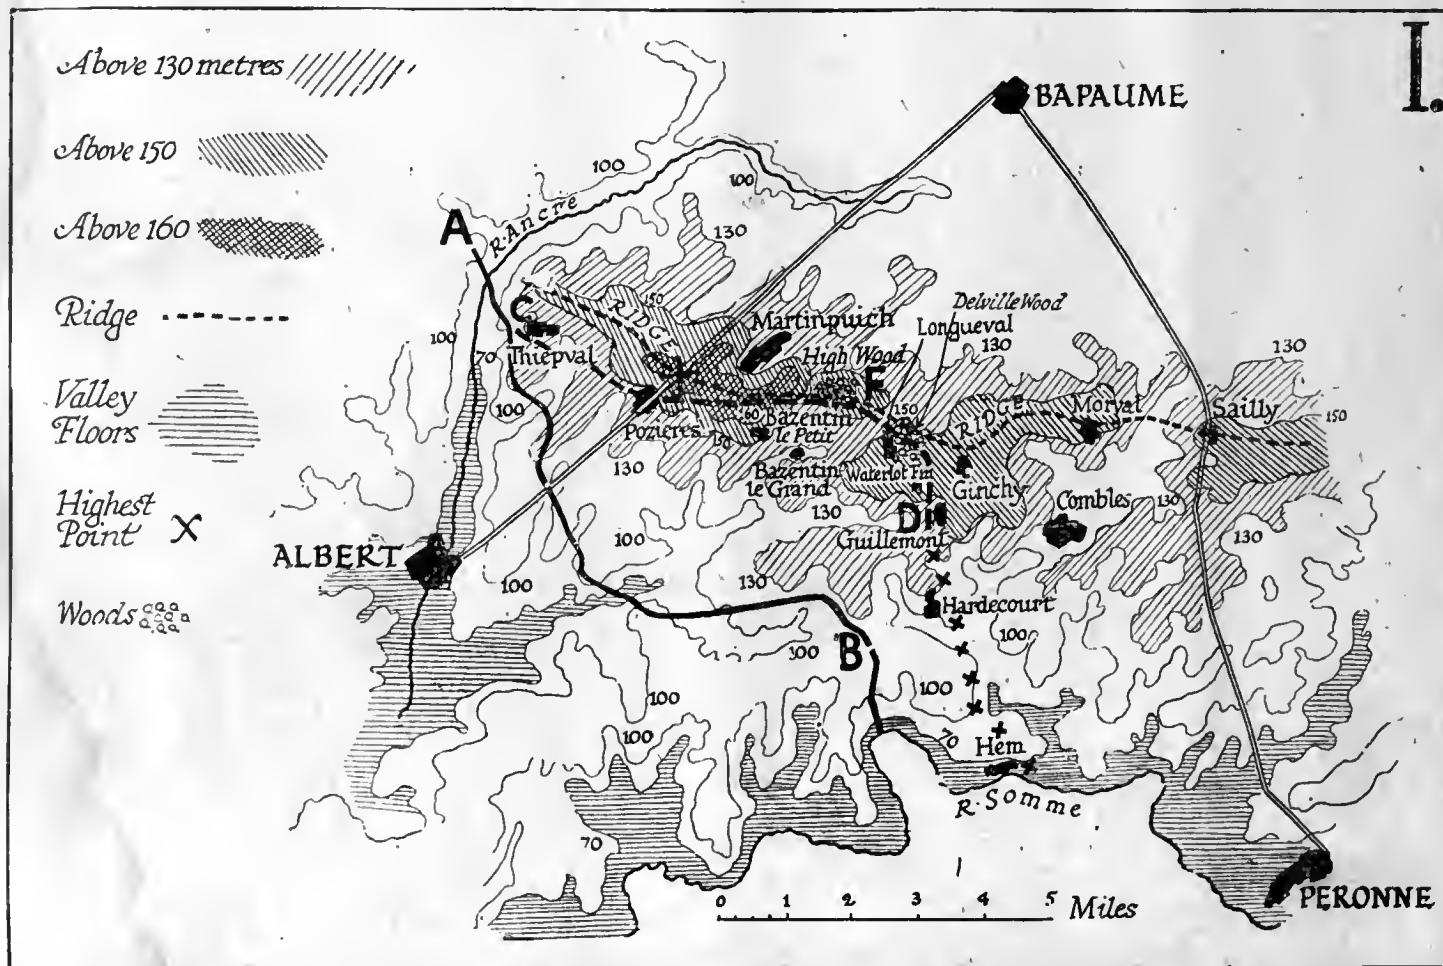 I.
Above 130 metres
Above 150
Above 160
Ridge
Valley
Floors
Highest
Point X
Woods
BAPAUME
A
R. Ancre
100
100
130
C
RIDGE
150
Martinpuich
Delville Wood
Longueval
130
130
100
70
Thiepval
High Wood
F
150
RIDGE
Morval
Sailly
150
100
Pozieres
150
60
Bazentin
le Petit
130
Bazentin
le Grand
Waterlot Fm
Ginchy
130
D
Guillemont
Combles
130
130
ALBERT
100
100
130
Hardecourt
100
100
B
100
100
100
70
Hem
R. Somme
70
0 1 2 3 4 5 Miles
PERONNE